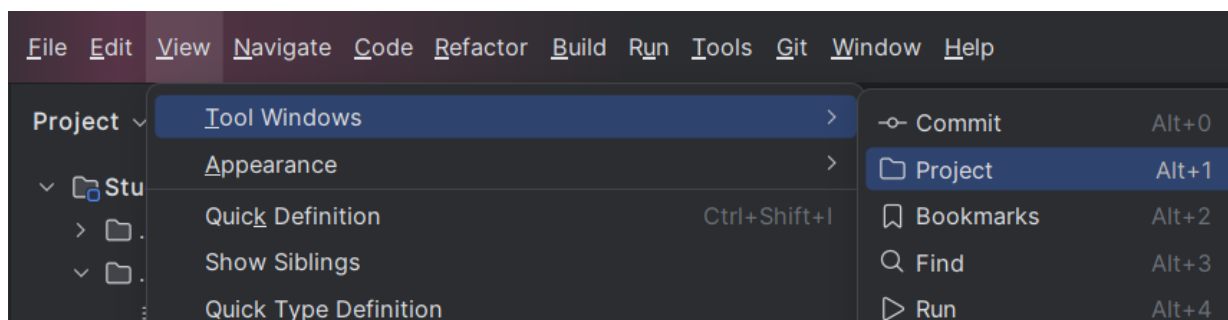 File Edit View Navigate Code Refactor Build Run Tools Git Window Help
Project
Tool Windows
Appearance
Quick Definition Ctrl+Shift+I
Show Siblings
Quick Type Definition
Stu
.
.
Commit Alt+0
Project Alt+1
Bookmarks Alt+2
Find Alt+3
Run Alt+4